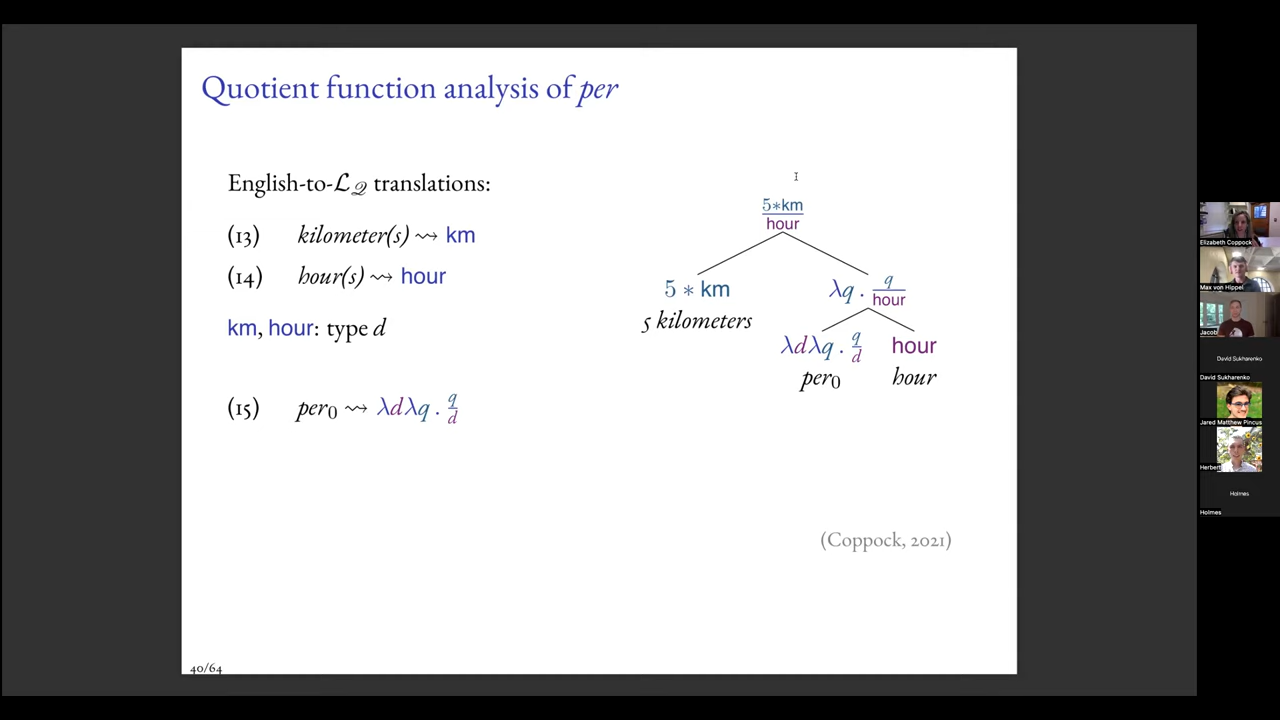 Quotient function analysis of per
English-to-ℒ𝒬 translations:
(13) kilometer(s) ⇝ km
(14) hour(s) ⇝ hour
km, hour: type d
(15) per₀ ⇝ λdλq . q/d
5∗km/hour
5 ∗ km
5 kilometers
λq . q/hour
λdλq . q/d
per₀
hour
hour
(Coppock, 2021)
40/64
Elizabeth Coppock
Max von Hippel
Jacob
David Sukharenko
David Sukharenko
Jared Matthew Pincus
Herbert
Holmes
Holmes